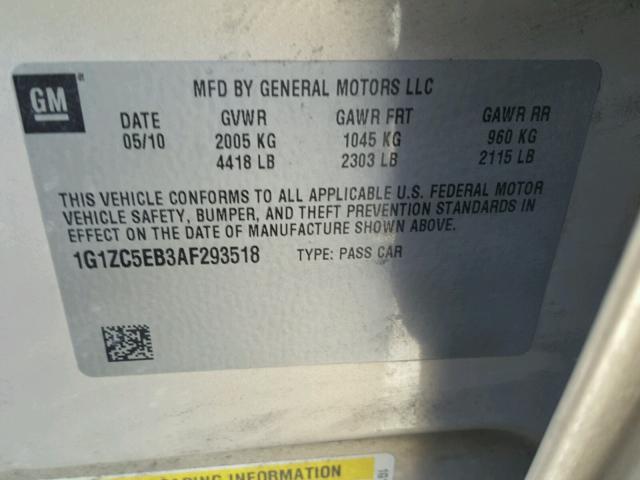 GM
MFD BY GENERAL MOTORS LLC
DATE GVWR GAWR FRT GAWR RR
05/10 2005 KG 1045 KG 960 KG
4418 LB 2303 LB 2115 LB
THIS VEHICLE CONFORMS TO ALL APPLICABLE U.S. FEDERAL MOTOR
VEHICLE SAFETY, BUMPER, AND THEFT PREVENTION STANDARDS IN
EFFECT ON THE DATE OF MANUFACTURE SHOWN ABOVE.
1G1ZC5EB3AF293518 TYPE: PASS CAR
INFORMATION